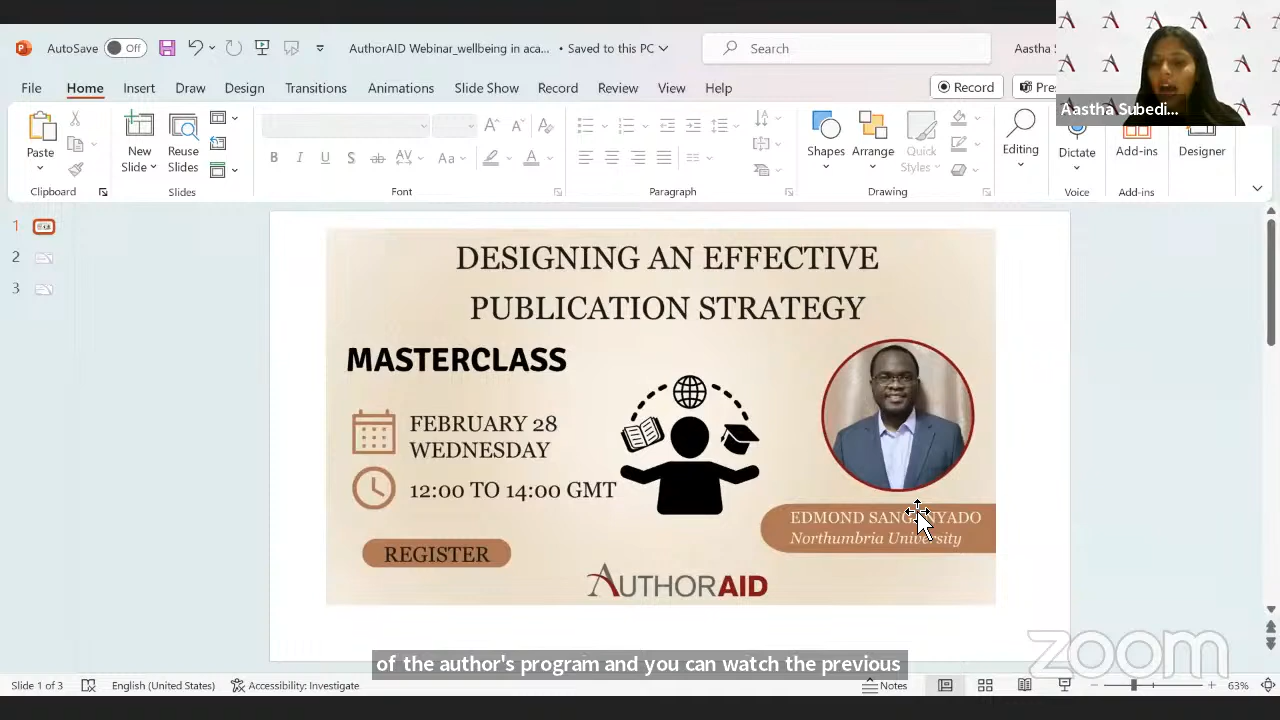 AutoSave Off AuthorAID Webinar_wellbeing in aca... • Saved to this PC Search Aastha
File Home Insert Draw Design Transitions Animations Slide Show Record Review View Help Record
Aastha Subedi...
Paste New Slide Reuse Slides Shapes Arrange Quick Styles Editing Dictate Add-ins Designer
Clipboard Slides Font Paragraph Drawing Voice Add-ins
1
2
3
DESIGNING AN EFFECTIVE
PUBLICATION STRATEGY
MASTERCLASS
FEBRUARY 28
WEDNESDAY
12:00 TO 14:00 GMT
REGISTER
EDMOND
Northumbria University
AUTHORAID
zoom
of the author's program and you can watch the previous
Slide 1 of 3 English (United States) Accessibility: Investigate Notes 63%